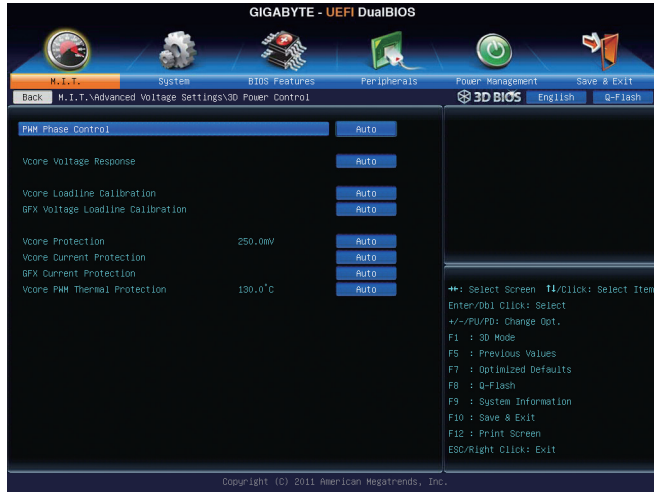 GIGABYTE - UEFI DualBIOS
M.I.T. System BIOS Features Peripherals Power Management Save & Exit
Back M.I.T.\Advanced Voltage Settings\3D Power Control 3D BIOS English Q-Flash
PWM Phase Control Auto
Vcore Voltage Response Auto
Vcore Loadline Calibration Auto
GFX Voltage Loadline Calibration Auto
Vcore Protection 250.0mV Auto
Vcore Current Protection Auto
GFX Current Protection Auto
Vcore PWM Thermal Protection 130.0°C Auto
→←: Select Screen ↑↓/Click: Select Item
Enter/Dbl Click: Select
+/-/PU/PD: Change Opt.
F1 : 3D Mode
F5 : Previous Values
F7 : Optimized Defaults
F8 : Q-Flash
F9 : System Information
F10 : Save & Exit
F12 : Print Screen
ESC/Right Click: Exit
Copyright (C) 2011 American Megatrends, Inc.